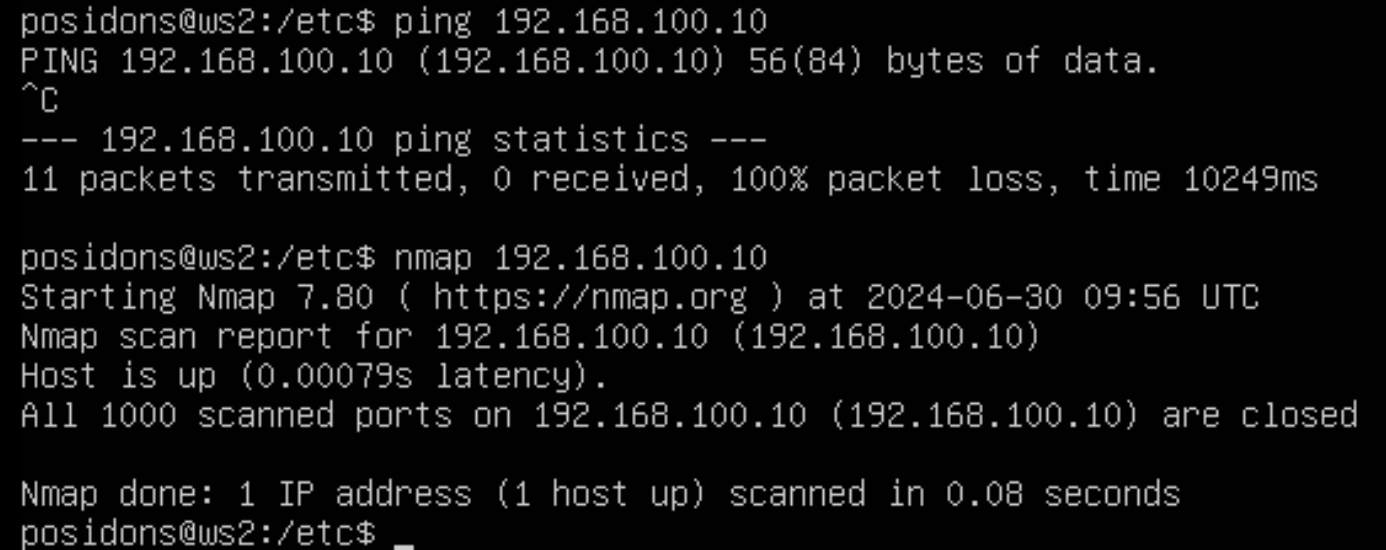 posidons@ws2:/etc$ ping 192.168.100.10
PING 192.168.100.10 (192.168.100.10) 56(84) bytes of data.
^C
--- 192.168.100.10 ping statistics ---
11 packets transmitted, 0 received, 100% packet loss, time 10249ms
posidons@ws2:/etc$ nmap 192.168.100.10
Starting Nmap 7.80 ( https://nmap.org ) at 2024-06-30 09:56 UTC
Nmap scan report for 192.168.100.10 (192.168.100.10)
Host is up (0.00079s latency).
All 1000 scanned ports on 192.168.100.10 (192.168.100.10) are closed
Nmap done: 1 IP address (1 host up) scanned in 0.08 seconds
posidons@ws2:/etc$ _